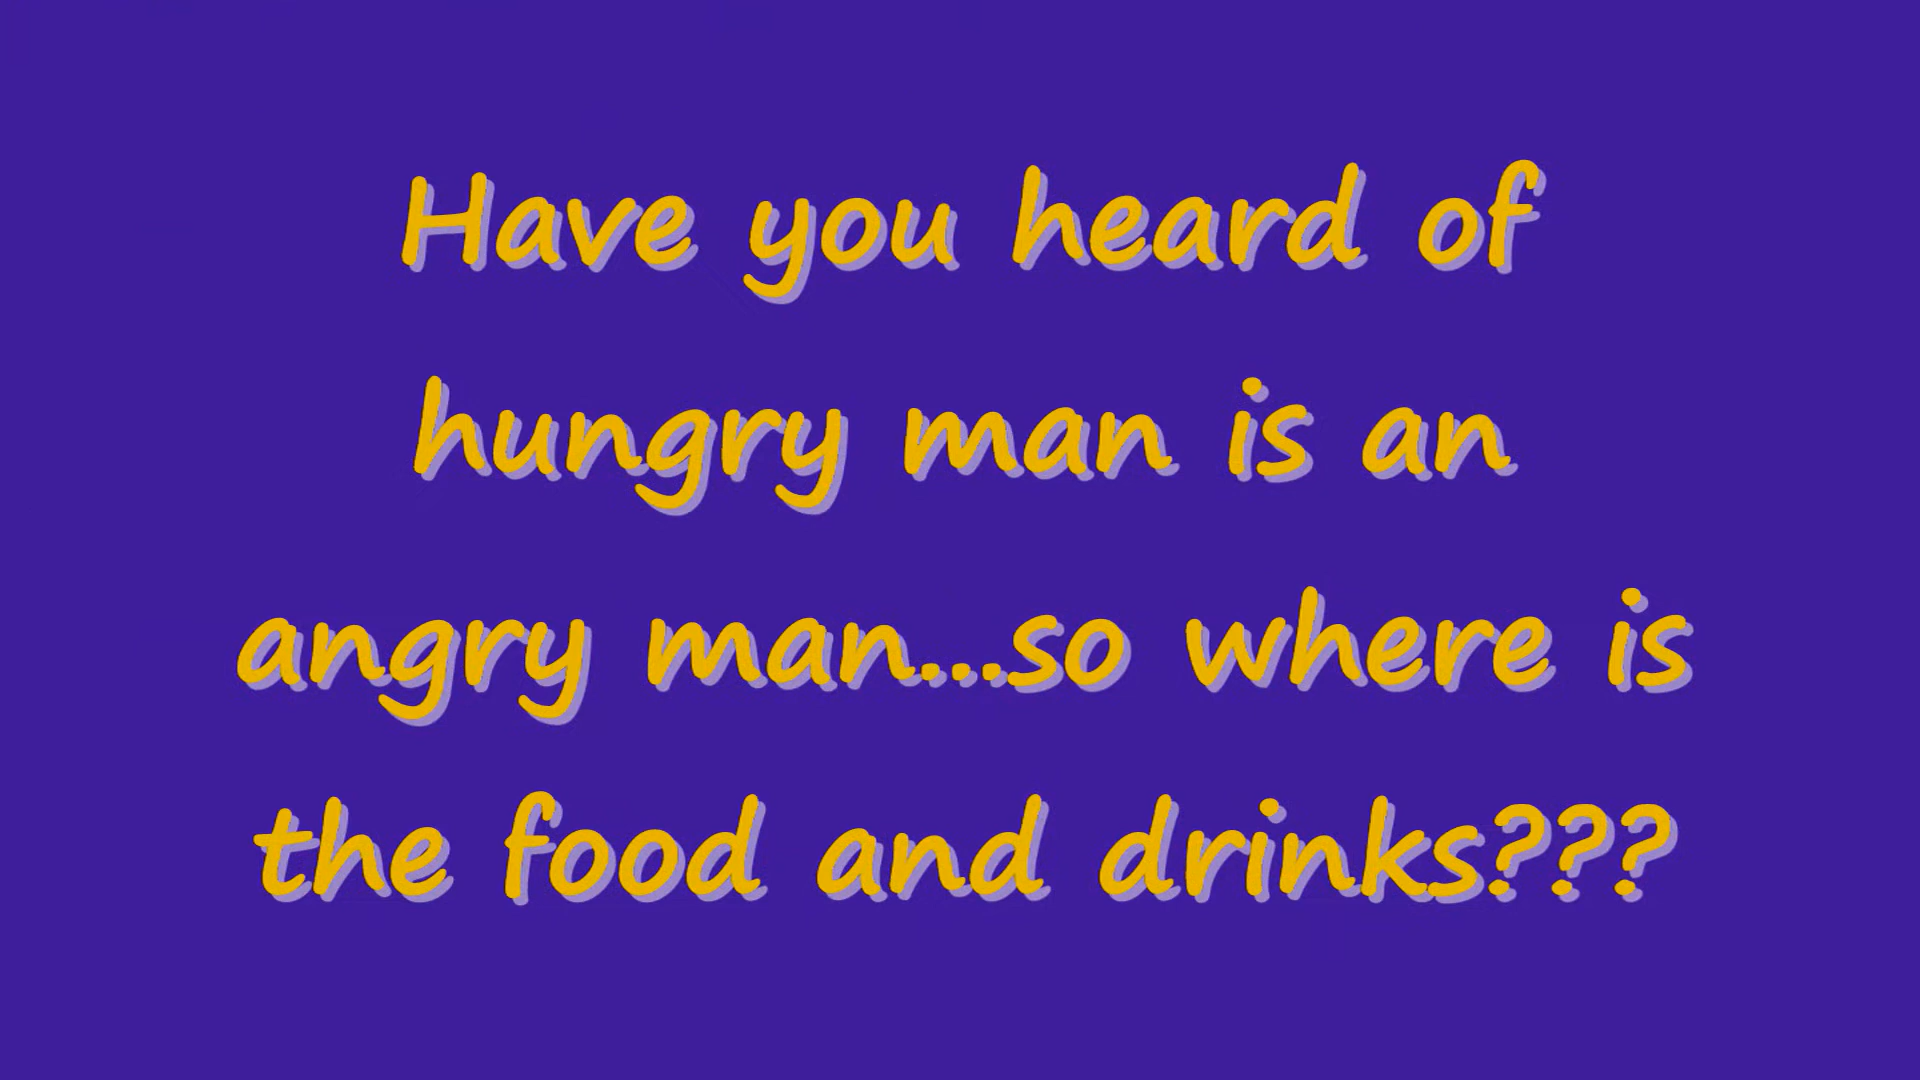 Have you heard of
hungry man is an
angry man...so where is
the food and drinks???